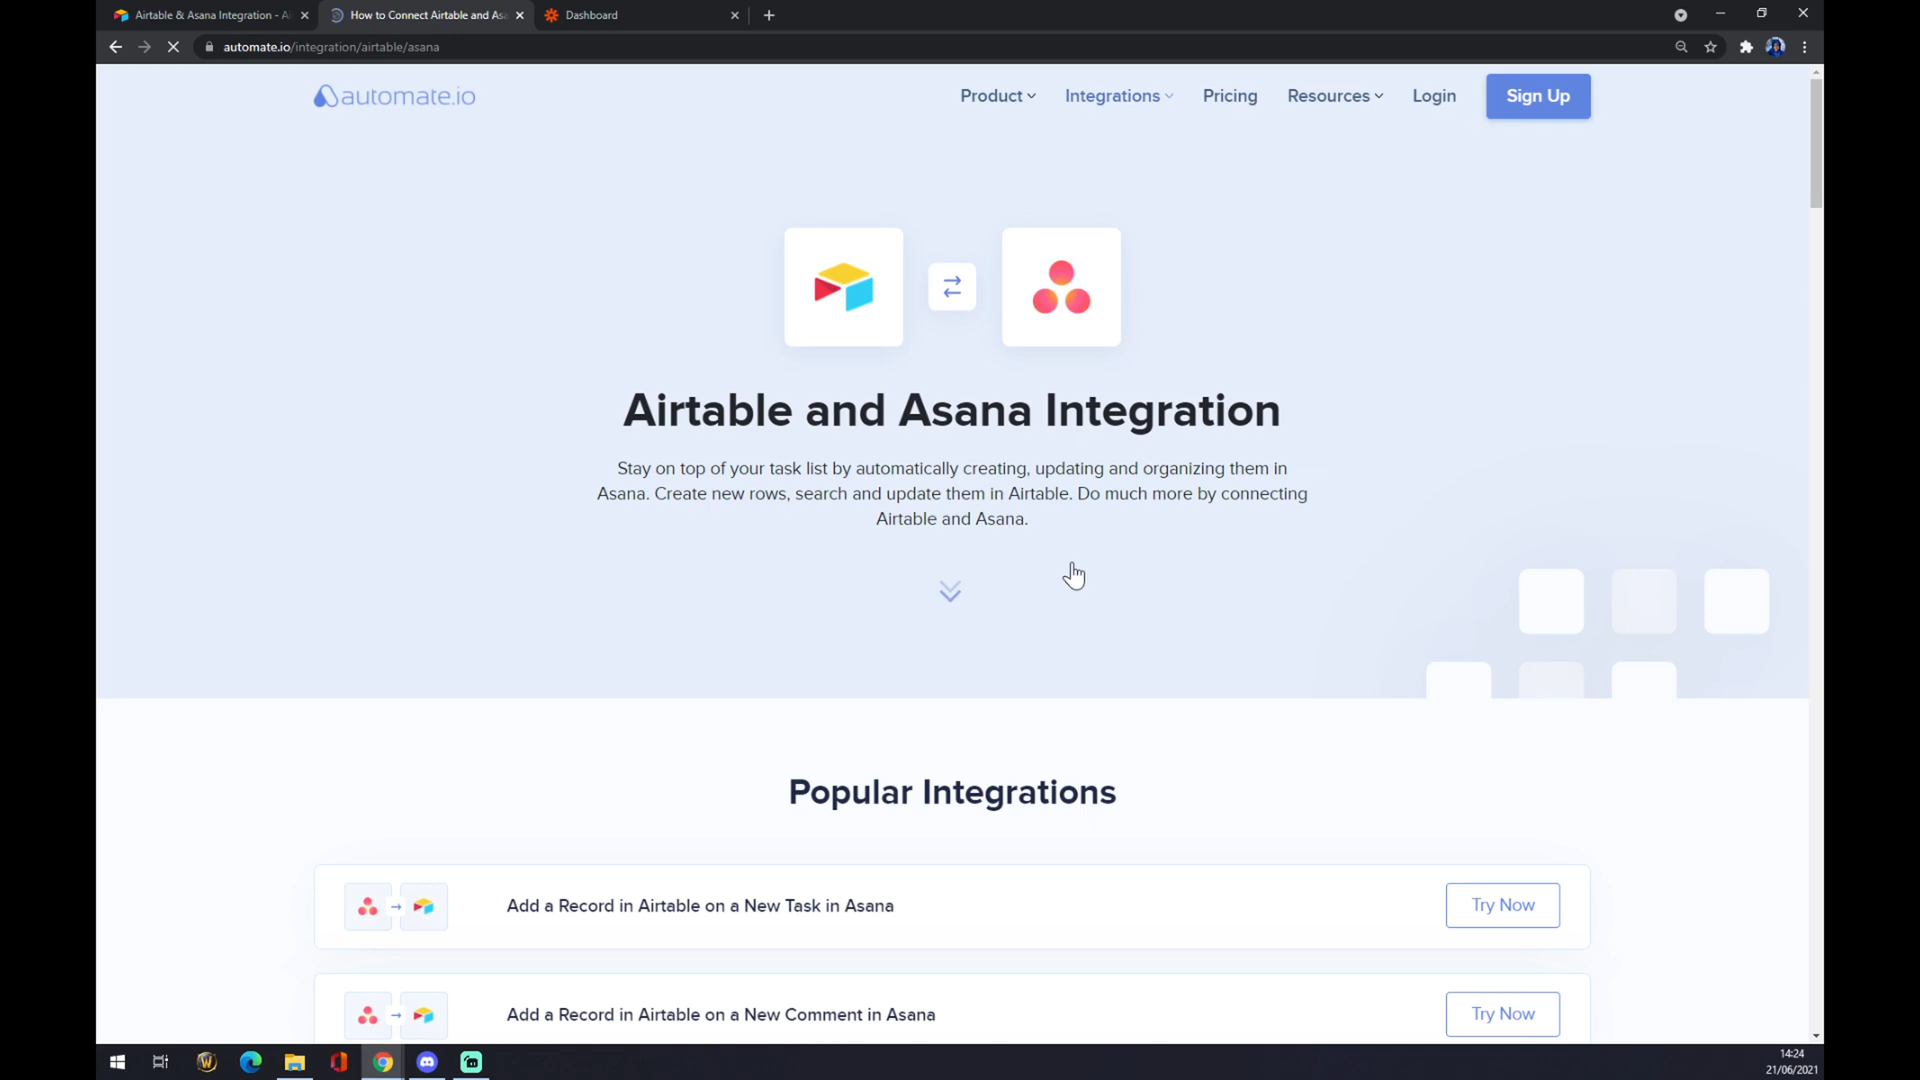 Airtable & Asana Integration - A
How to Connect Airtable and Asa
Dashboard
automate.io/integration/airtable/asana
automate.io
Product
Integrations
Pricing
Resources
Login
Sign Up
Airtable and Asana Integration
Stay on top of your task list by automatically creating, updating and organizing them in
Asana. Create new rows, search and update them in Airtable. Do much more by connecting
Airtable and Asana.
Popular Integrations
Add a Record in Airtable on a New Task in Asana
Try Now
Add a Record in Airtable on a New Comment in Asana
Try Now
14:24
21/06/2021